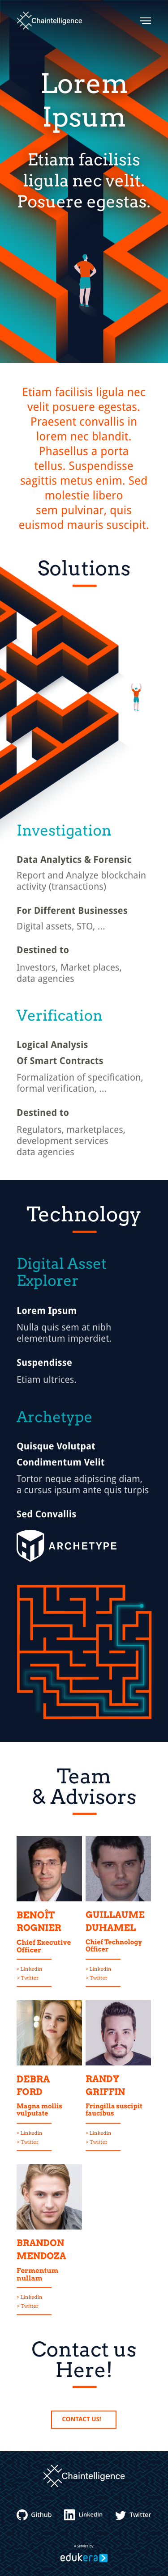 Chaintelligence
Lorem
Ipsum
Etiam facilisis
ligula nec velit.
Posuere egestas.
Etiam facilisis ligula nec
velit posuere egestas.
Praesent convallis in
lorem nec blandit.
Phasellus a porta
tellus. Suspendisse
sagittis metus enim. Sed
molestie libero
sem pulvinar, quis
euismod mauris suscipit.
Solutions
Investigation
Data Analytics & Forensic
Report and Analyze blockchain
activity (transactions)
For Different Businesses
Digital assets, STO, ...
Destined to
Investors, Market places,
data agencies
Verification
Logical Analysis
Of Smart Contracts
Formalization of specification,
formal verification, ...
Destined to
Regulators, marketplaces,
development services
data agencies
Technology
Digital Asset
Explorer
Lorem Ipsum
Nulla quis sem at nibh
elementum imperdiet.
Suspendisse
Etiam ultrices.
Archetype
Quisque Volutpat
Condimentum Velit
Tortor neque adipiscing diam,
a cursus ipsum ante quis turpis
Sed Convallis
ARCHETYPE
Team
& Advisors
BENOÎT
ROGNIER
Chief Executive
Officer
> Linkedin
> Twitter
GUILLAUME
DUHAMEL
Chief Technology
Officer
> Linkedin
> Twitter
DEBRA
FORD
Magna mollis
vulputate
> Linkedin
> Twitter
RANDY
GRIFFIN
Fringilla suscipit
faucibus
> Linkedin
> Twitter
BRANDON
MENDOZA
Fermentum
nullam
> Linkedin
> Twitter
Contact us
Here!
CONTACT US!
Chaintelligence
Github
Linkedin
Twitter
a service by
edukera